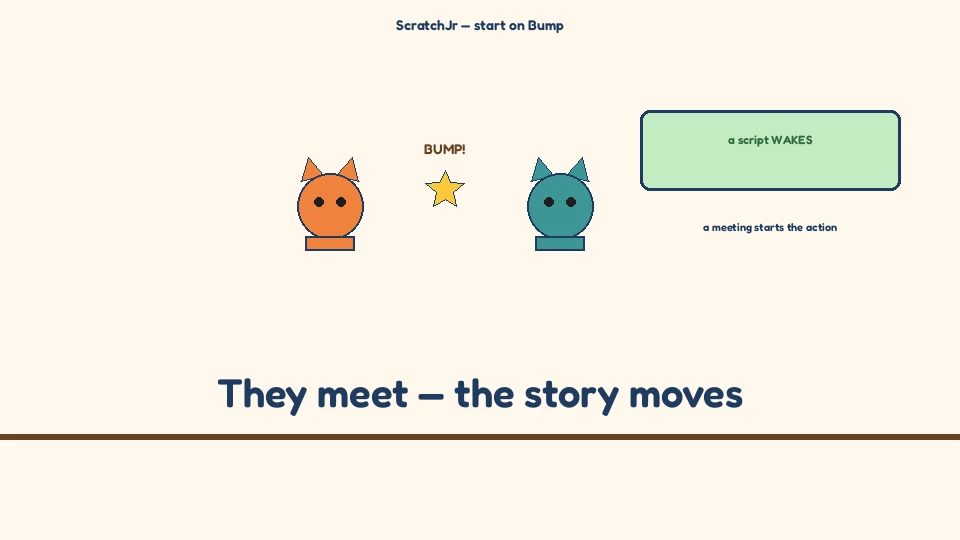 ScratchJr — start on Bump
BUMP!
a script WAKES
a meeting starts the action
They meet — the story moves